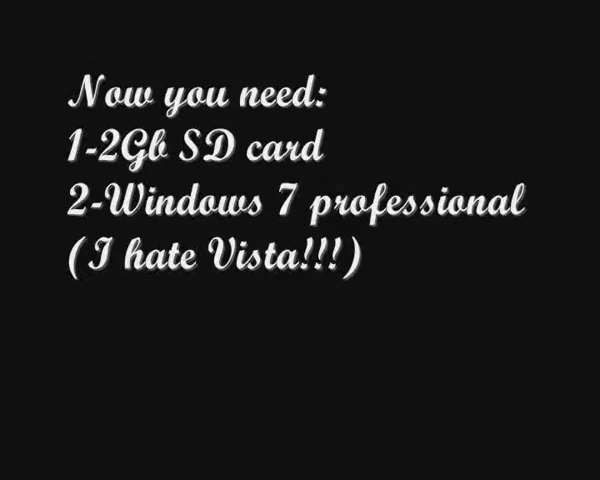 Now you need:
1-2Gb SD card
2-Windows 7 professional
(I hate Vista!!!)